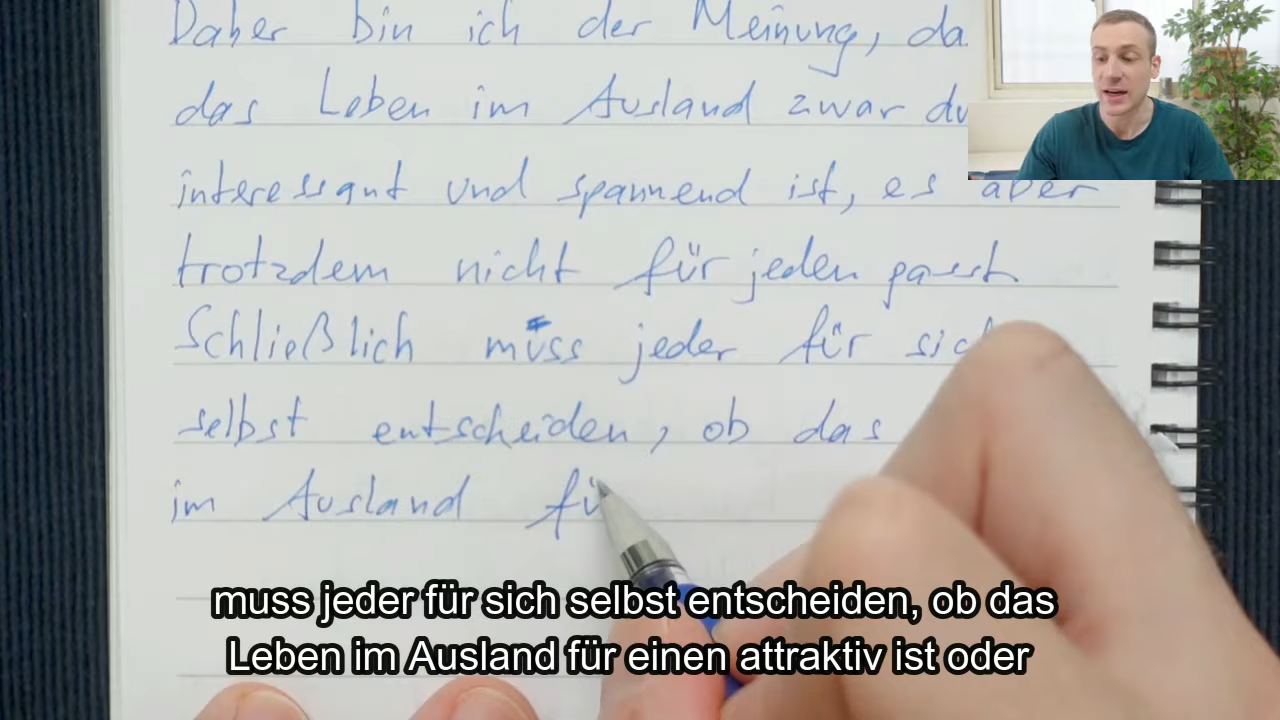 Daher bin ich der Meinung, da
das Leben im Ausland zwar du
interessant und spannend ist, es aber
trotzdem nicht für jeden passt
Schließlich muss jeder für sic
selbst entscheiden, ob das
im Ausland fü
muss jeder für sich selbst entscheiden, ob das
Leben im Ausland für einen attraktiv ist oder